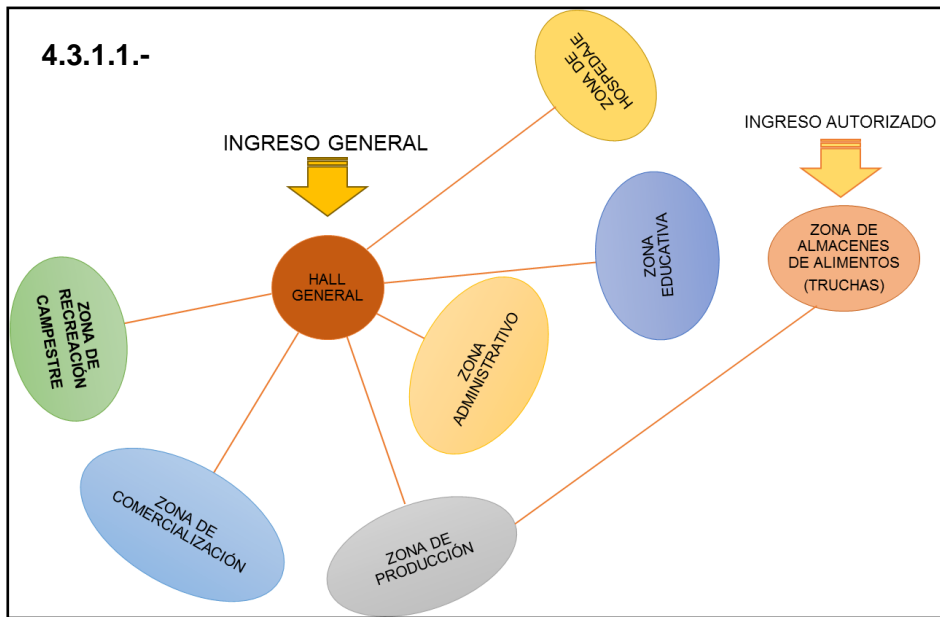 4.3.1.1.-
ZONA DE
HOSPEDAJE
INGRESO GENERAL
INGRESO AUTORIZADO
HALL
GENERAL
ZONA
EDUCATIVA
ZONA DE
ALMACENES
DE ALIMENTOS
(TRUCHAS)
ZONA DE
RECREACIÓN
CAMPESTRE
ZONA
ADMINISTRATIVO
ZONA DE
COMERCIALIZACIÓN
ZONA DE
PRODUCCIÓN